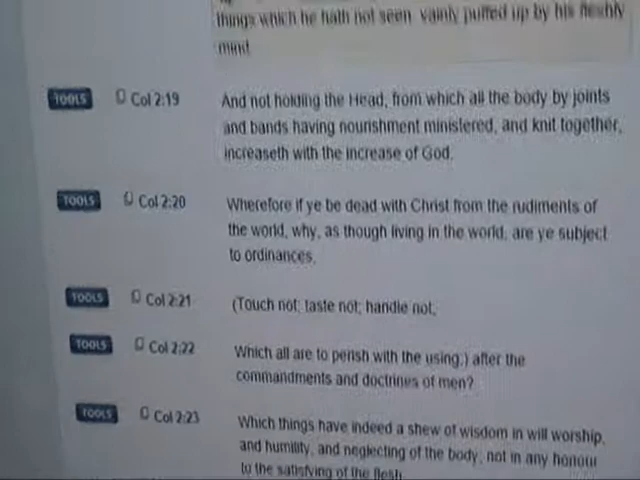 things which he hath not seen, vainly puffed up by his fleshly
mind
TOOLS Col 2:19 And not holding the Head, from which all the body by joints
and bands having nourishment ministered, and knit together,
increaseth with the increase of God.
TOOLS Col 2:20 Wherefore if ye be dead with Christ from the rudiments of
the world, why, as though living in the world, are ye subject
to ordinances,
TOOLS Col 2:21 (Touch not; taste not; handle not;
TOOLS Col 2:22 Which all are to perish with the using;) after the
commandments and doctrines of men?
TOOLS Col 2:23 Which things have indeed a shew of wisdom in will worship,
and humility, and neglecting of the body; not in any honour
to the satisfying of the flesh